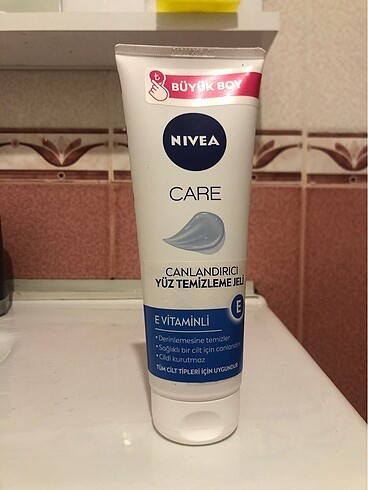 ₺
BÜYÜK BOY
NIVEA
CARE
CANLANDIRICI
YÜZ TEMİZLEME JELİ
E
E VİTAMİNLİ
• Derinlemesine temizler
• Sağlıklı bir cilt için canlandırır
• Cildi kurutmaz
TÜM CİLT TİPLERİ İÇİN UYGUNDUR